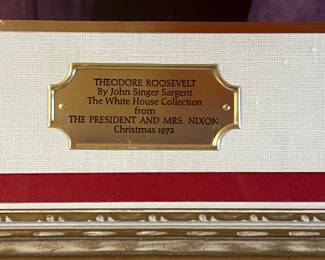 THEODORE ROOSEVELT
By John Singer Sargent
The White House Collection
from
THE PRESIDENT AND MRS. NIXON
Christmas 1972